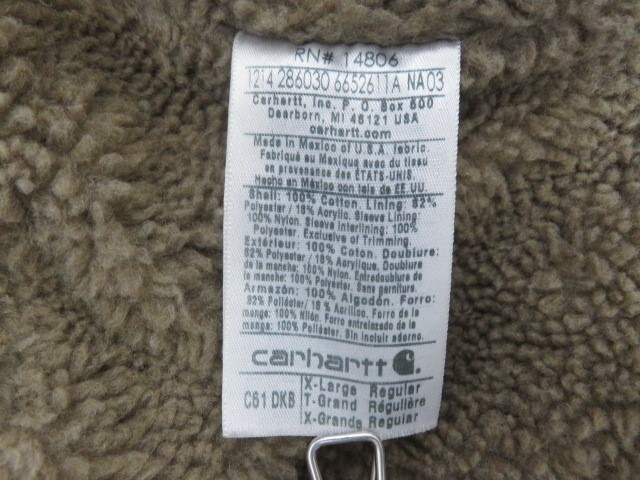 RN# 14806
1214 286030 6652611A NA03
Carhartt, Inc. P. O. Box 600
Dearborn, MI 48121 USA
carhartt.com
Made in Mexico of U.S.A. fabric.
Fabriqué au Mexique avec du tissu
en provenance des ÉTATS-UNIS
Hecho en México con tela de EE.UU.
Shell: 100% Cotton. Lining: 82%
Polyester / 18% Acrylic. Sleeve Lining:
100% Nylon. Sleeve interlining: 100%
Polyester. Exclusive of Trimming.
Extérieur: 100% Coton. Doublure:
82% Polyester / 18% Acrylique. Doublure
de la manche: 100% Nylon. Entredoublure de
la manche: 100% Polyester. Sans garniture.
Armazón: 100% Algodón. Forro:
82% Poliéster/ 18 % Acrílico. Forro de la
manga: 100% Nilón. Forro entrelazado de la
manga: 100% Poliéster. Sin incluir adorno.
carhartt
C61 DKB
X-Large Regular
T-Grand Régulière
X-Grande Regular